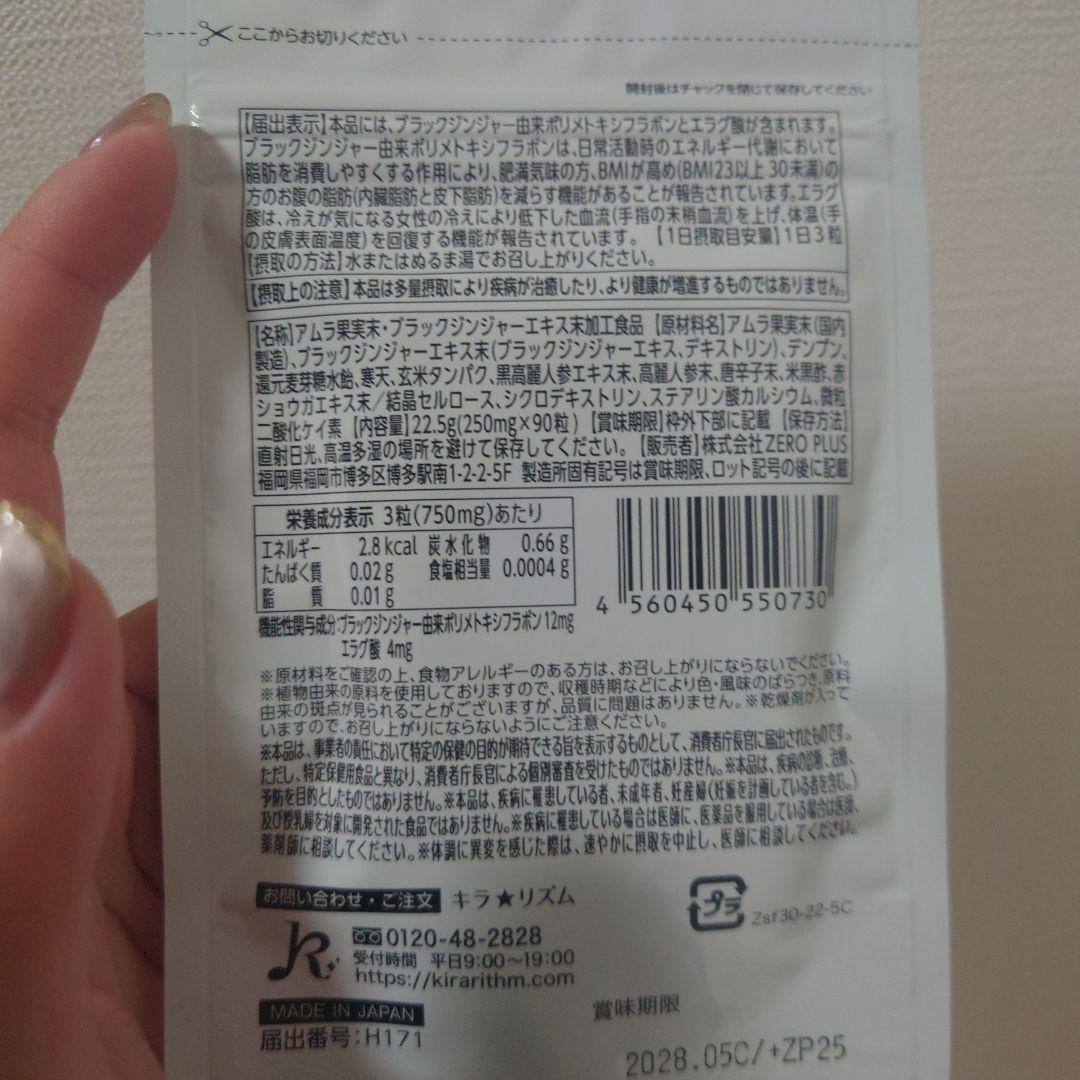 ここからお切りください
開封後はチャックを閉じて保存してください
【届出表示】本品には、ブラックジンジャー由来ポリメトキシフラボンとエラグ酸が含まれます。
ブラックジンジャー由来ポリメトキシフラボンは、日常活動時のエネルギー代謝において
脂肪を消費しやすくする作用により、肥満気味の方、BMIが高め(BMI23以上30未満)の
方のお腹の脂肪(内臓脂肪と皮下脂肪)を減らす機能があることが報告されています。エラグ
酸は、冷えが気になる女性の冷えにより低下した血流(手指の末梢血流)を上げ、体温(手
の皮膚表面温度)を回復する機能が報告されています。【1日摂取目安量】1日3粒
【摂取の方法】水またはぬるま湯でお召し上がりください。
【摂取上の注意】本品は多量摂取により疾病が治癒したり、より健康が増進するものではありません。
【名称】アムラ果実末・ブラックジンジャーエキス末加工食品 【原材料名】アムラ果実末(国内
製造)、ブラックジンジャーエキス末(ブラックジンジャーエキス、デキストリン)、デンプン、
還元麦芽糖水飴、寒天、玄米タンパク、黒高麗人参エキス末、高麗人参末、唐辛子末、米黒酢、赤
ショウガエキス末／結晶セルロース、シクロデキストリン、ステアリン酸カルシウム、微粒
二酸化ケイ素 【内容量】22.5g(250mg×90粒) 【賞味期限】枠外下部に記載 【保存方法】
直射日光、高温多湿の場所を避けて保存してください。【販売者】株式会社ZERO PLUS
福岡県福岡市博多区博多駅南1-2-2-5F 製造所固有記号は賞味期限、ロット記号の後に記載
栄養成分表示 3粒(750mg)あたり
エネルギー 2.8kcal 炭水化物 0.66g
たんぱく質 0.02g 食塩相当量 0.0004g
脂質 0.01g
4 560450 550730
機能性関与成分:ブラックジンジャー由来ポリメトキシフラボン 12mg
エラグ酸 4mg
※原材料をご確認の上、食物アレルギーのある方は、お召し上がりにならないでください。
※植物由来の原料を使用しておりますので、収穫時期などにより色・風味のばらつき、原料
由来の斑点が見られることがございますが、品質に問題はありません。※乾燥剤が入って
いますので、お召し上がりにならないようにご注意ください。
※本品は、事業者の責任において特定の保健の目的が期待できる旨を表示するものとして、消費者庁長官に届出されたものです。
ただし、特定保健用食品と異なり、消費者庁長官による個別審査を受けたものではありません。※本品は、疾病の診断、治療、
予防を目的としたものではありません。※本品は、疾病に罹患している者、未成年者、妊産婦(妊娠を計画している者を含む。)
及び授乳婦を対象に開発された食品ではありません。※疾病に罹患している場合は医師に、医薬品を服用している場合は医師、
薬剤師に相談してください。※体調に異変を感じた際は、速やかに摂取を中止し、医師に相談してください。
お問い合わせ・ご注文 キラ★リズム
プラ
Zsf30-22-5C
0120-48-2828
受付時間 平日9:00〜19:00
https://kirarithm.com
MADE IN JAPAN
届出番号:H171
賞味期限
2028.05C/+ZP25